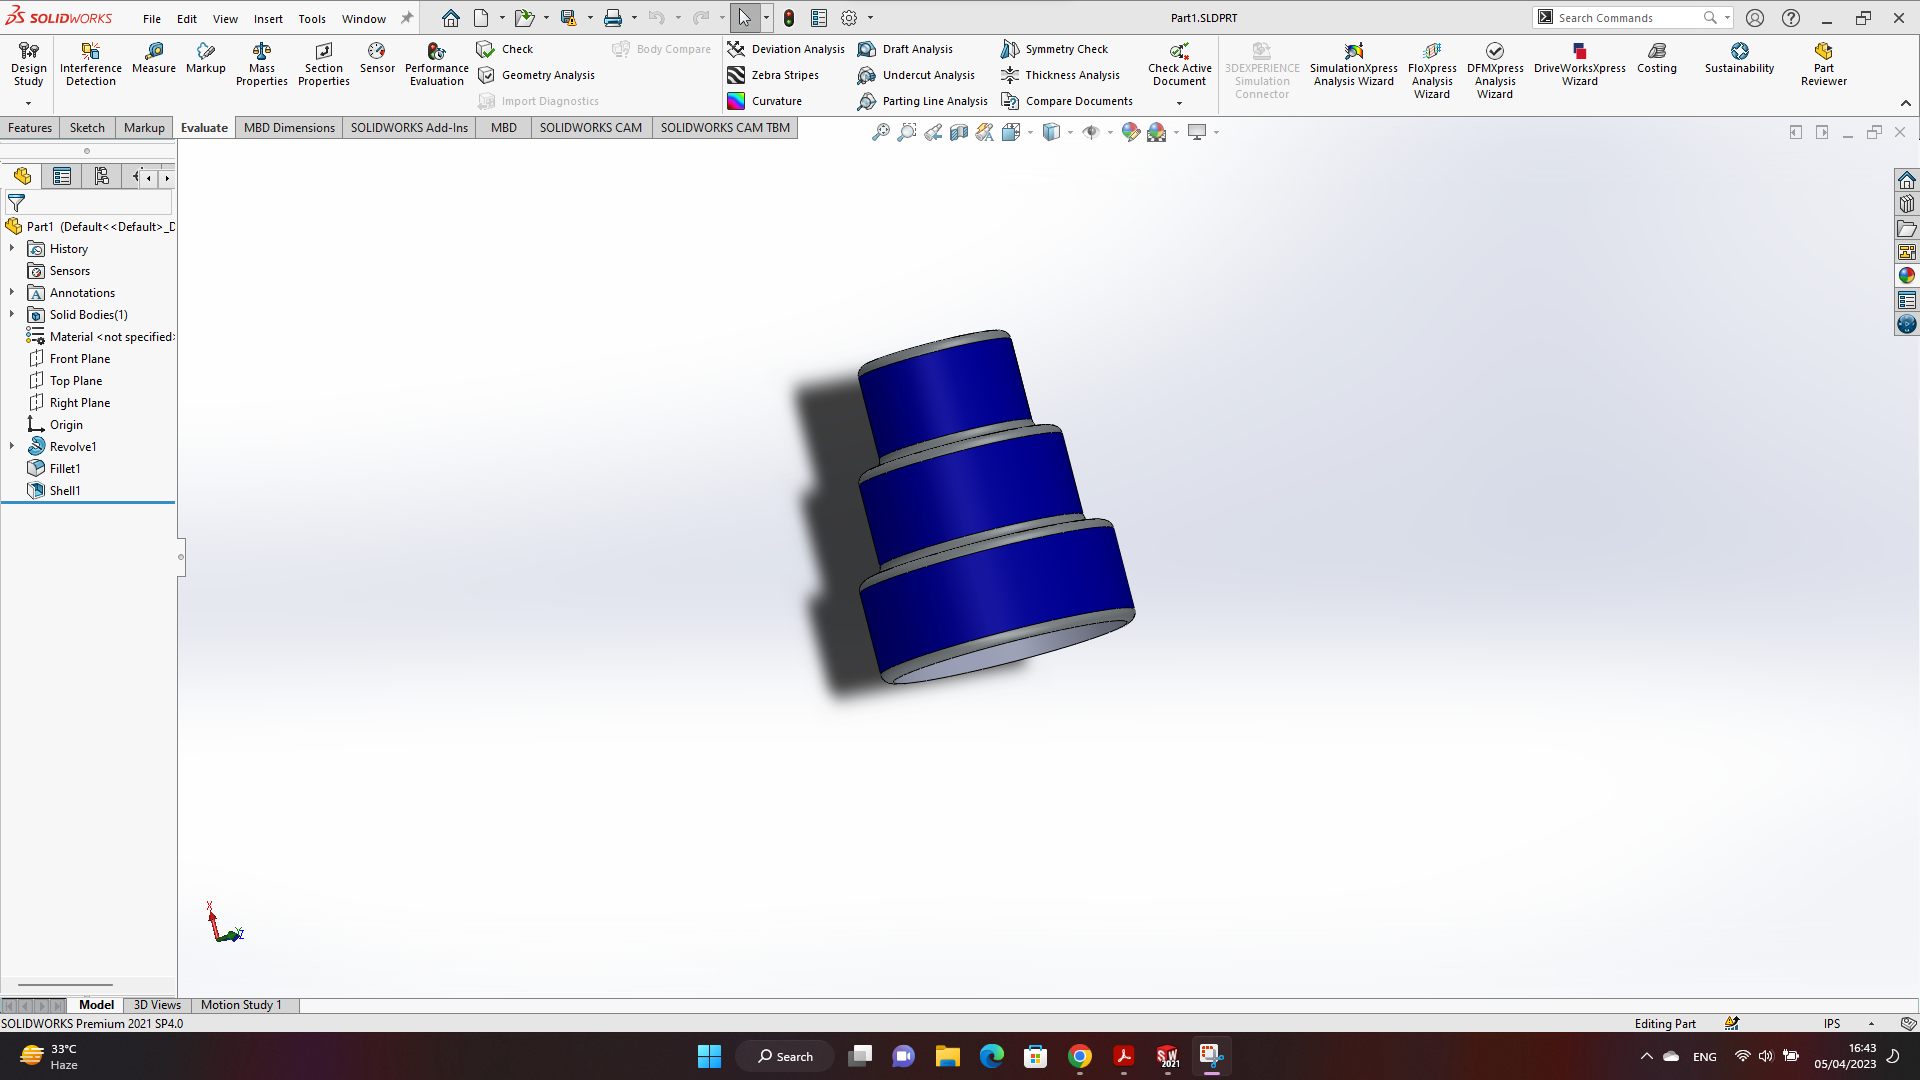 SOLIDWORKS File Edit View Insert Tools Window Part1.SLDPRT Search Commands
Design Study
Interference Detection
Measure
Markup
Mass Properties
Section Properties
Sensor
Performance Evaluation
Check
Geometry Analysis
Import Diagnostics
Body Compare
Deviation Analysis
Zebra Stripes
Curvature
Draft Analysis
Undercut Analysis
Parting Line Analysis
Symmetry Check
Thickness Analysis
Compare Documents
Check Active Document
3DEXPERIENCE Simulation Connector
SimulationXpress Analysis Wizard
FloXpress Analysis Wizard
DFMXpress Analysis Wizard
DriveWorksXpress Wizard
Costing
Sustainability
Part Reviewer
Features Sketch Markup Evaluate MBD Dimensions SOLIDWORKS Add-Ins MBD SOLIDWORKS CAM SOLIDWORKS CAM TBM
Part1 (Default<<Default>_D
History
Sensors
Annotations
Solid Bodies(1)
Material <not specified>
Front Plane
Top Plane
Right Plane
Origin
Revolve1
Fillet1
Shell1
X
Z
Model 3D Views Motion Study 1
SOLIDWORKS Premium 2021 SP4.0 Editing Part IPS
33°C
Haze
Search
SW
2021
ENG
16:43
05/04/2023